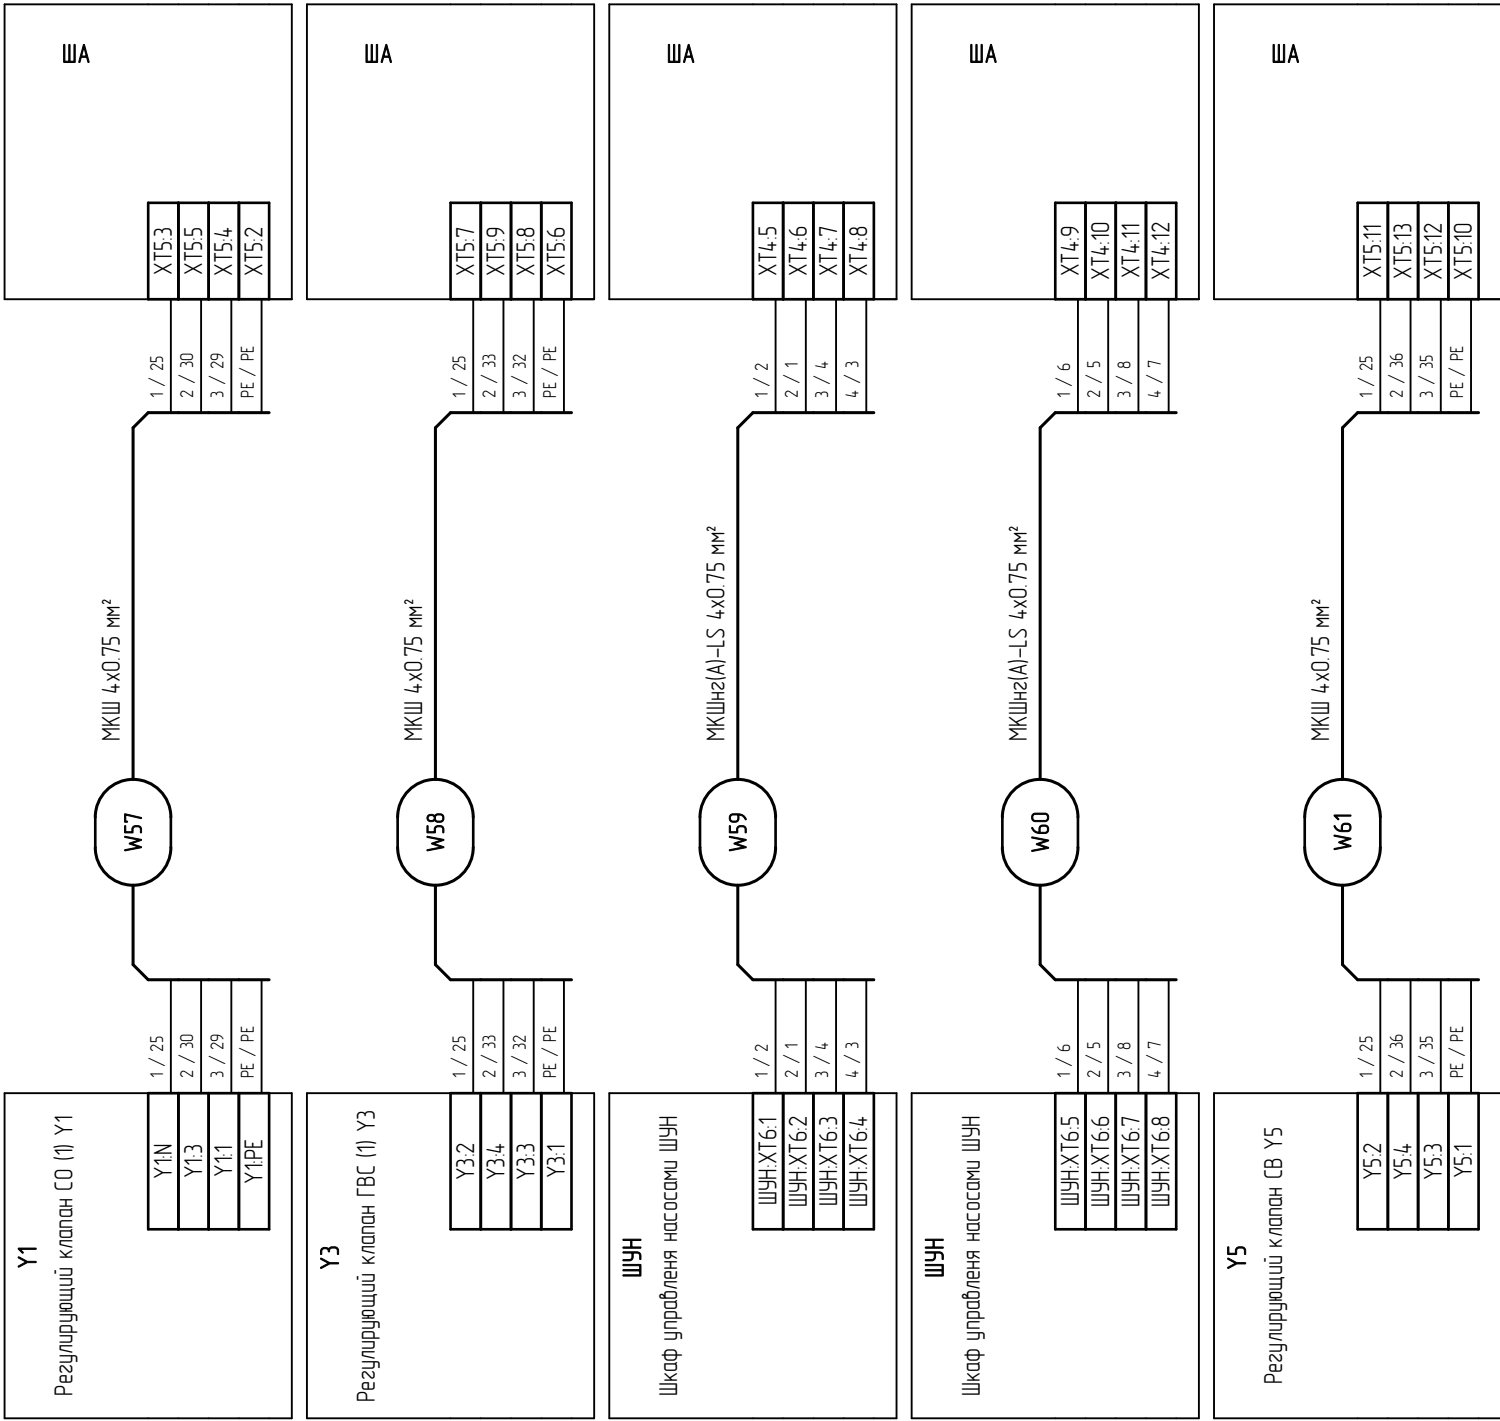 Y1
Регулирующий клапан СО (1) Y1
Y1:N
Y1:3
Y1:1
Y1:PE
1 / 25
2 / 30
3 / 29
PE / PE
W57
МКШ 4х0.75 мм²
1 / 25
2 / 30
3 / 29
PE / PE
XT5:3
XT5:5
XT5:4
XT5:2
ША
Y3
Регулирующий клапан ГВС (1) Y3
Y3:2
Y3:4
Y3:3
Y3:1
1 / 25
2 / 33
3 / 32
PE / PE
W58
МКШ 4х0.75 мм²
1 / 25
2 / 33
3 / 32
PE / PE
XT5:7
XT5:9
XT5:8
XT5:6
ША
ШУН
Шкаф управленя насосами ШУН
ШУН:XT6:1
ШУН:XT6:2
ШУН:XT6:3
ШУН:XT6:4
1 / 2
2 / 1
3 / 4
4 / 3
W59
МКШнг(А)-LS 4х0.75 мм²
1 / 2
2 / 1
3 / 4
4 / 3
XT4:5
XT4:6
XT4:7
XT4:8
ША
ШУН
Шкаф управленя насосами ШУН
ШУН:XT6:5
ШУН:XT6:6
ШУН:XT6:7
ШУН:XT6:8
1 / 6
2 / 5
3 / 8
4 / 7
W60
МКШнг(А)-LS 4х0.75 мм²
1 / 6
2 / 5
3 / 8
4 / 7
XT4:9
XT4:10
XT4:11
XT4:12
ША
Y5
Регулирующий клапан СВ Y5
Y5:2
Y5:4
Y5:3
Y5:1
1 / 25
2 / 36
3 / 35
PE / PE
W61
МКШ 4х0.75 мм²
1 / 25
2 / 36
3 / 35
PE / PE
XT5:11
XT5:13
XT5:12
XT5:10
ША